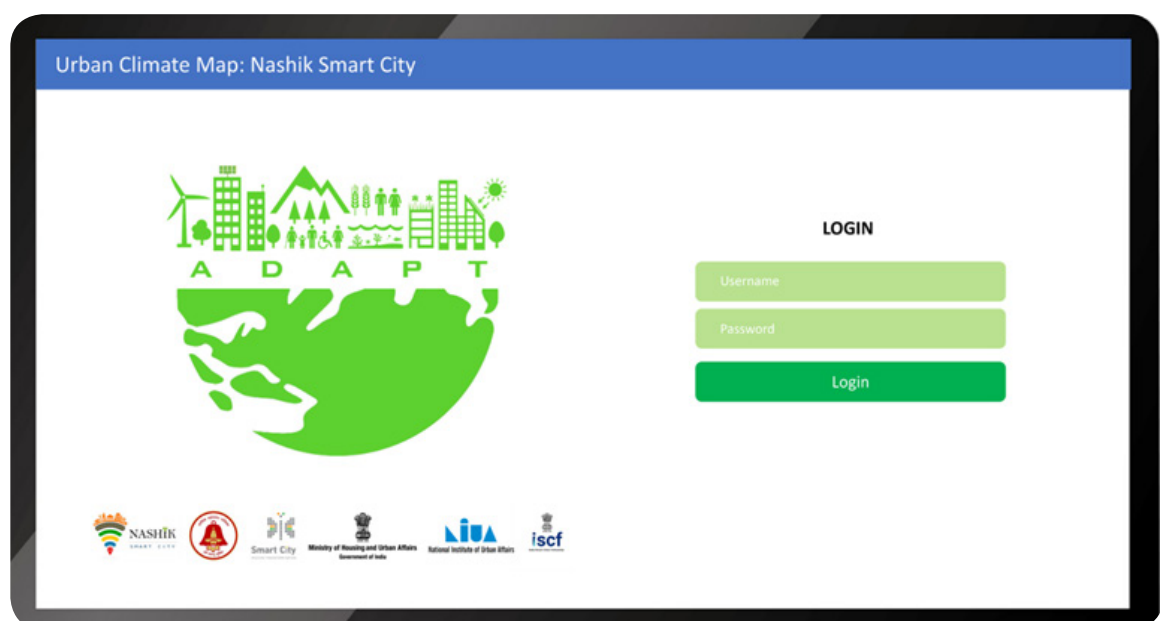 Urban Climate Map: Nashik Smart City
A D A P T
LOGIN
Username
Password
Login
NASHIK
SMART CITY
Smart City
Ministry of Housing and Urban Affairs
Government of India
NIUA
National Institute of Urban Affairs
iscf